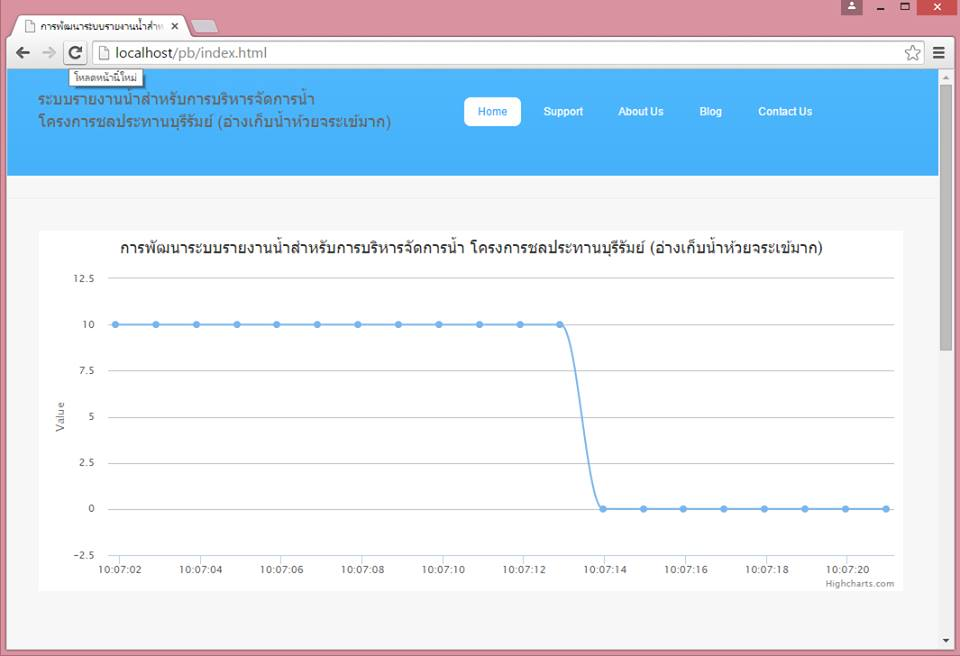 การพัฒนาระบบรายงานน้ำสำห
localhost/pb/index.html
โหลดหน้านี้ใหม่
ระบบรายงานน้ำสำหรับการบริหารจัดการน้ำ
โครงการชลประทานบุรีรัมย์ (อ่างเก็บน้ำห้วยจระเข้มาก)
Home Support About Us Blog Contact Us
การพัฒนาระบบรายงานน้ำสำหรับการบริหารจัดการน้ำ โครงการชลประทานบุรีรัมย์ (อ่างเก็บน้ำห้วยจระเข้มาก)
12.5
10
7.5
Value
5
2.5
0
-2.5
10:07:02 10:07:04 10:07:06 10:07:08 10:07:10 10:07:12 10:07:14 10:07:16 10:07:18 10:07:20
Highcharts.com